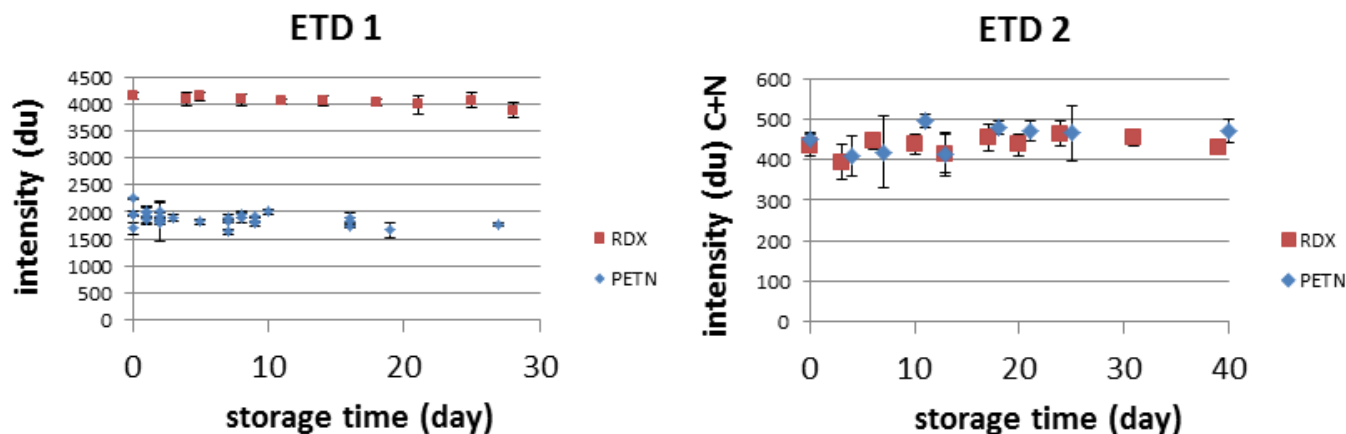 ETD 1
intensity (du)
4500
4000
3500
3000
2500
2000
1500
1000
500
0
0 10 20 30
storage time (day)
RDX
PETN
ETD 2
intensity (du) C+N
600
500
400
300
200
100
0
0 10 20 30 40
storage time (day)
RDX
PETN